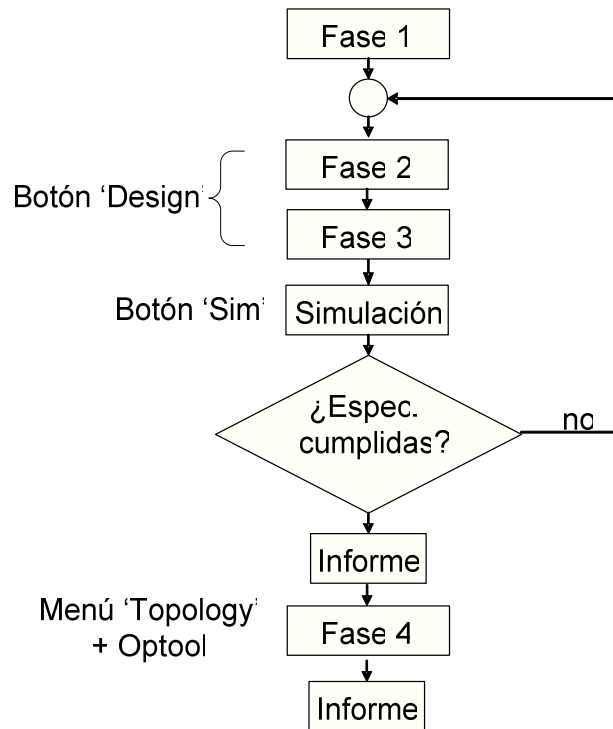 Fase 1
Fase 2
Botón ‘Design’
Fase 3
Botón ‘Sim’
Simulación
¿Espec.
cumplidas?
no
Informe
Menú ‘Topology’
+ Optool
Fase 4
Informe